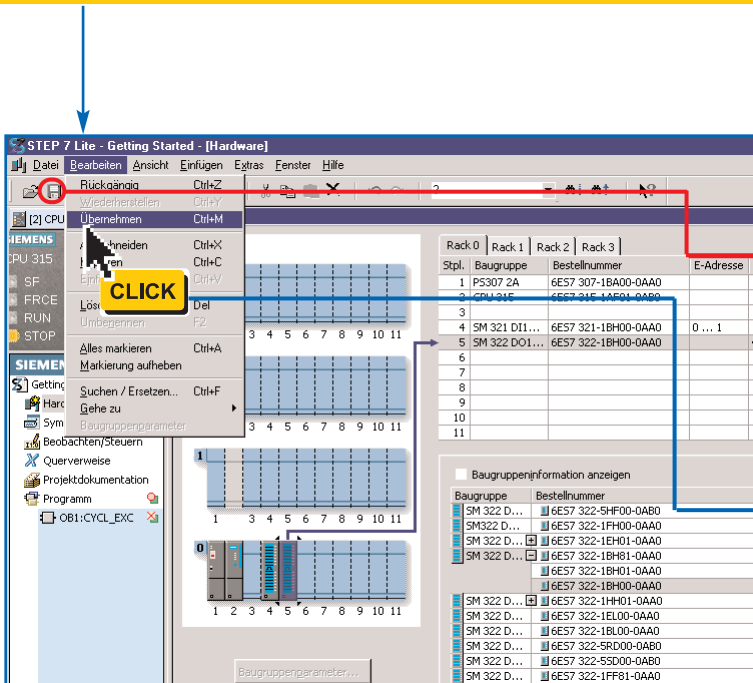 STEP 7 Lite - Getting Started - [Hardware]
Datei Bearbeiten Ansicht Einfügen Extras Fenster Hilfe
Rückgängig Ctrl+Z
Wiederherstellen Ctrl+Y
Übernehmen Ctrl+M
Ctrl+X
Ctrl+C
Ctrl+V
CLICK
Del
Umbenennen F2
Alles markieren Ctrl+A
Markierung aufheben
Suchen / Ersetzen... Ctrl+F
Gehe zu
Baugruppenparameter
[2] CPU
SIEMENS
CPU 315
SF
FRCE
RUN
STOP
SIEMEN
Beobachten/Steuern
Querverweise
Projektdokumentation
Programm
OB1:CYCL_EXC
3 4 5 6 7 8 9 10 11
3 4 5 6 7 8 9 10 11
1
1 3 4 5 6 7 8 9 10 11
0
1 2 3 4 5 6 7 8 9 10 11
Baugruppenparameter...
Rack 0 Rack 1 Rack 2 Rack 3
Stpl. Baugruppe Bestellnummer E-Adresse
1 PS307 2A 6ES7 307-1BA00-0AA0
2 CPU 315 6ES7 315-1AF01-0AB0
3
4 SM 321 DI1... 6ES7 321-1BH00-0AA0 0 ... 1
5 SM 322 DO1... 6ES7 322-1BH00-0AA0
6
7
8
9
10
11
Baugruppeninformation anzeigen
Baugruppe Bestellnummer
SM 322 D... 6ES7 322-5HF00-0AB0
SM322 D... 6ES7 322-1FH00-0AA0
SM 322 D... 6ES7 322-1EH01-0AA0
SM 322 D... 6ES7 322-1BH81-0AA0
6ES7 322-1BH01-0AA0
6ES7 322-1BH00-0AA0
SM 322 D... 6ES7 322-1HH01-0AA0
SM 322 D... 6ES7 322-1EL00-0AA0
SM 322 D... 6ES7 322-1BL00-0AA0
SM 322 D... 6ES7 322-5RD00-0AB0
SM 322 D... 6ES7 322-5SD00-0AB0
SM 322 D... 6ES7 322-1FF81-0AA0